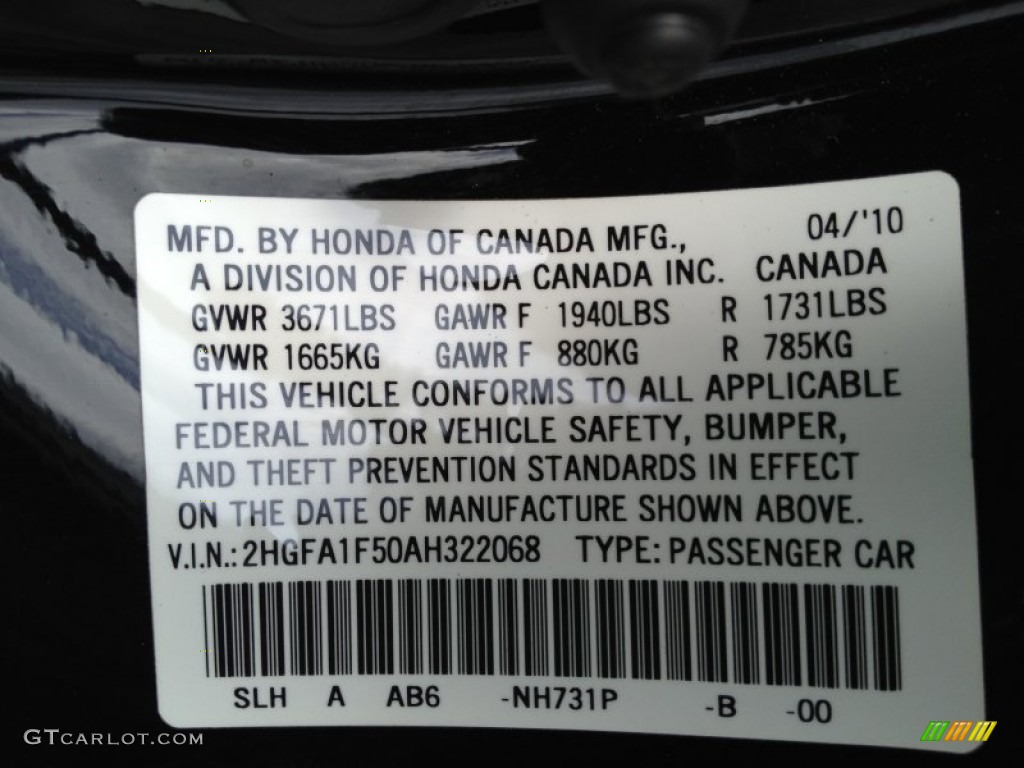 04/'10
MFD. BY HONDA OF CANADA MFG.,
A DIVISION OF HONDA CANADA INC. CANADA
GVWR 3671LBS GAWR F 1940LBS R 1731LBS
GVWR 1665KG GAWR F 880KG R 785KG
THIS VEHICLE CONFORMS TO ALL APPLICABLE
FEDERAL MOTOR VEHICLE SAFETY, BUMPER,
AND THEFT PREVENTION STANDARDS IN EFFECT
ON THE DATE OF MANUFACTURE SHOWN ABOVE.
V.I.N.: 2HGFA1F50AH322068 TYPE: PASSENGER CAR
SLH A AB6 -NH731P -B -00
GTCARLOT.COM